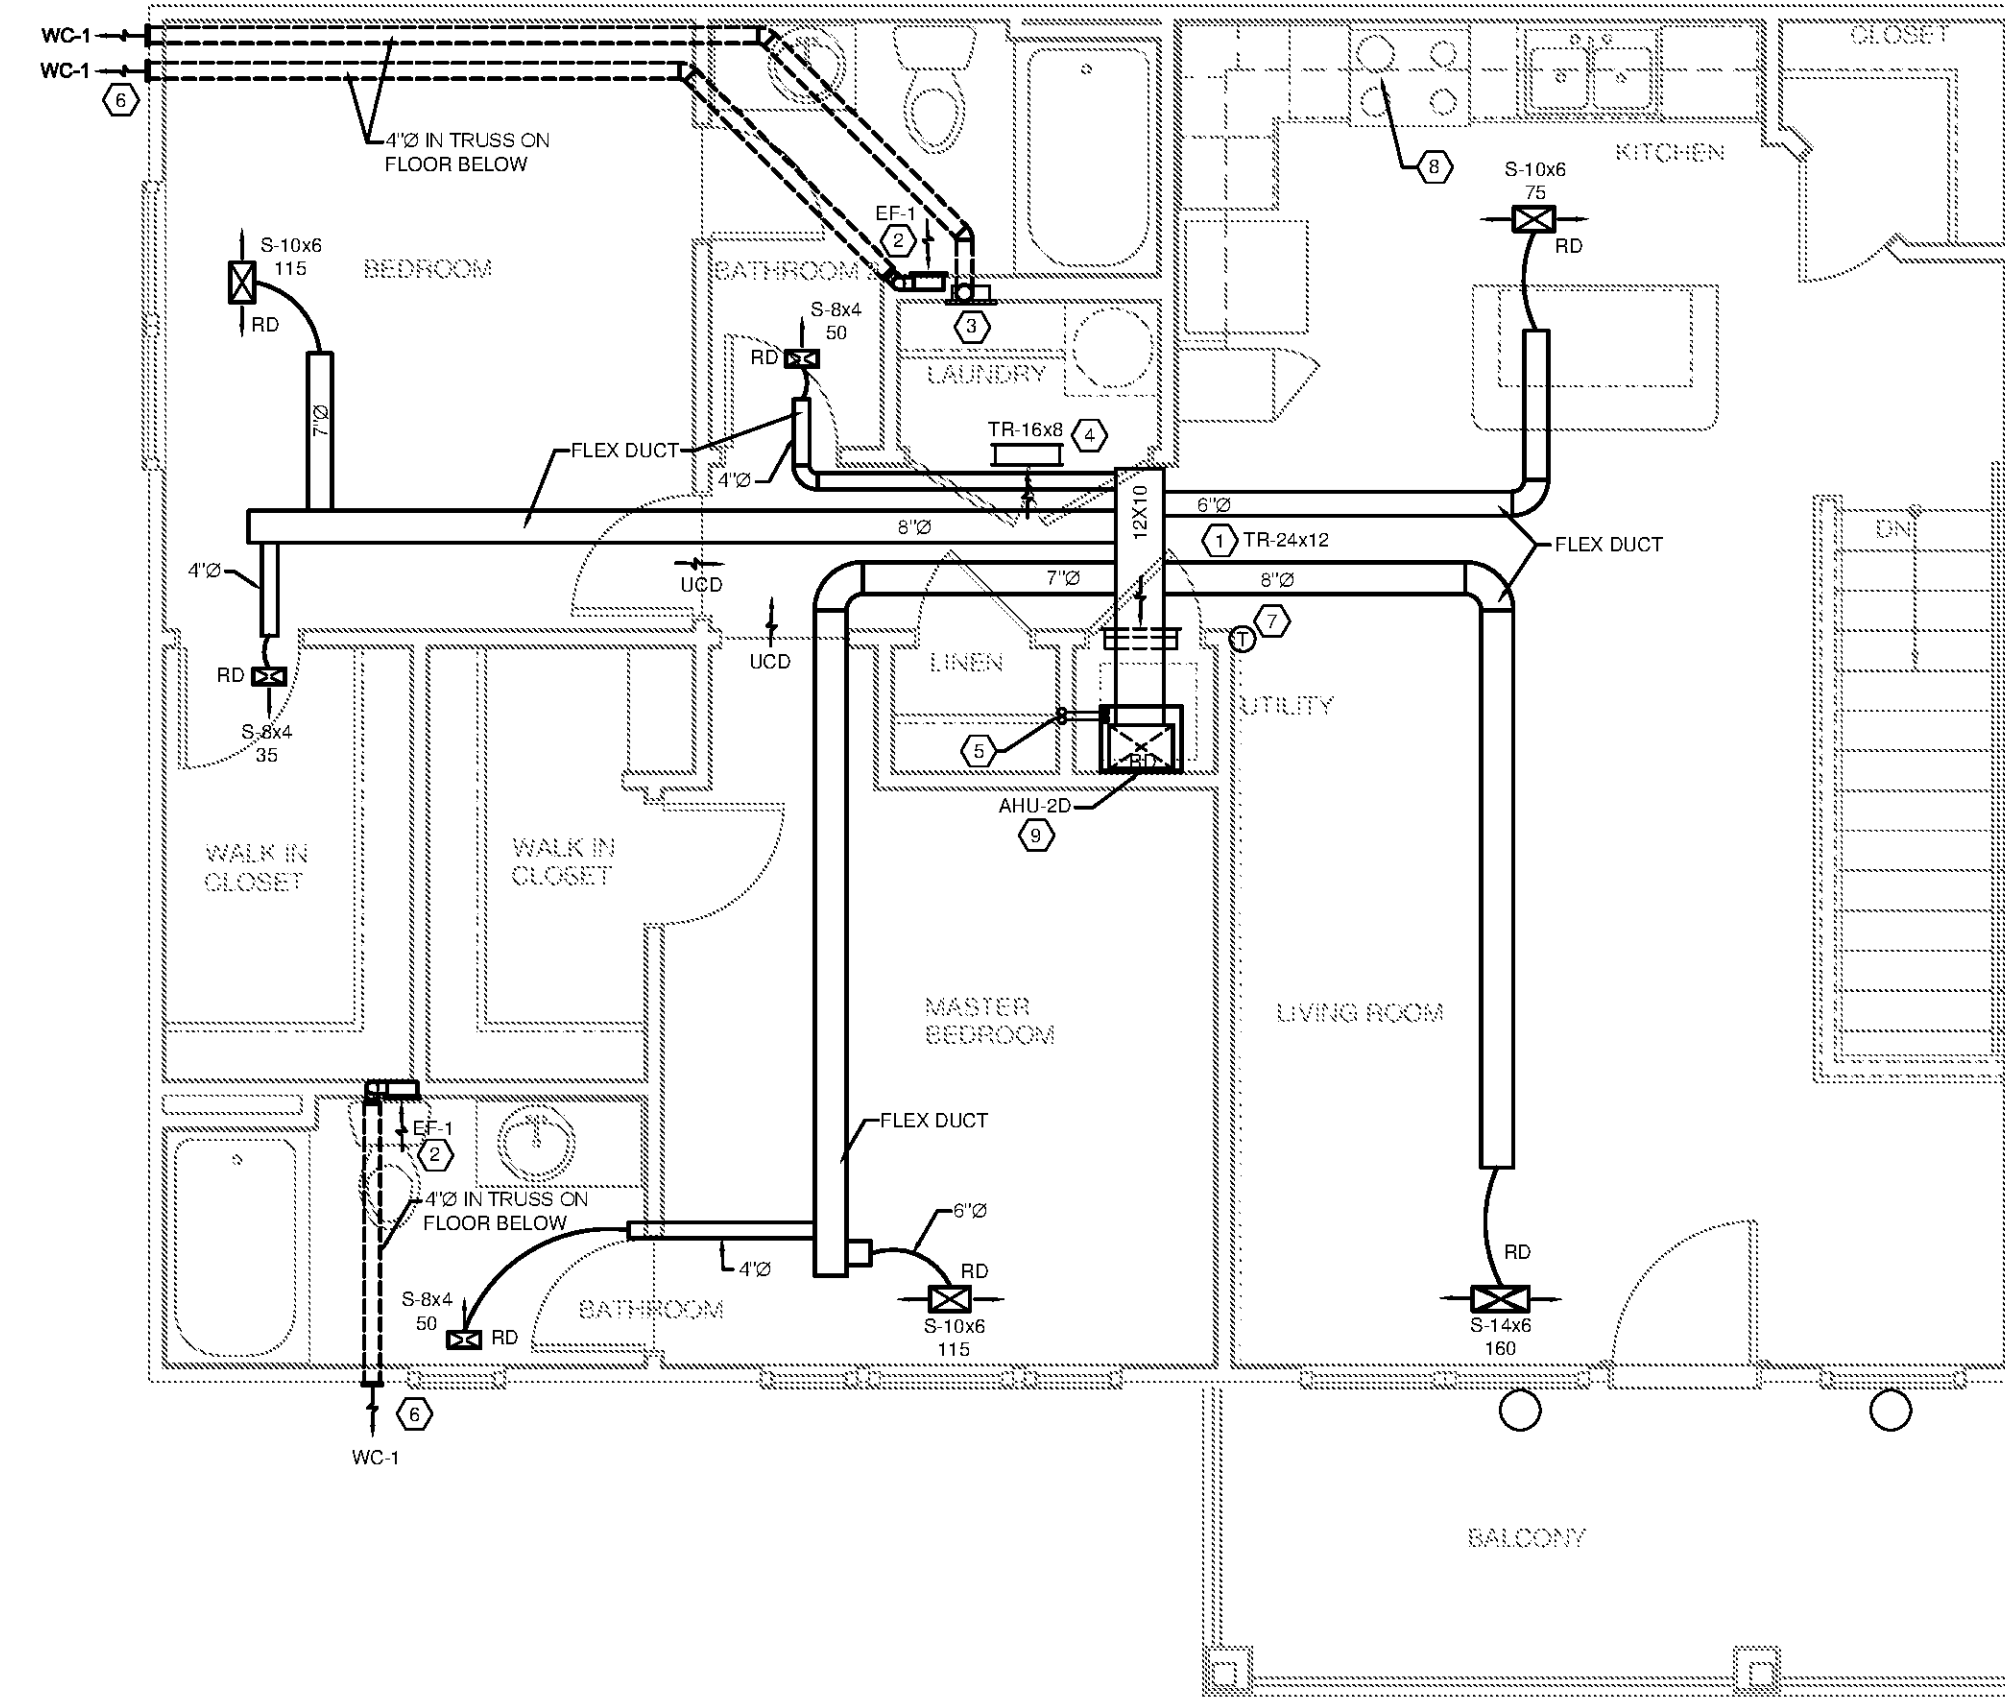 CLOSET
WC-1
WC-1
6
4"Ø IN TRUSS ON
FLOOR BELOW
8
KITCHEN
S-10x6
75
RD
EF-1
2
S-10x6
115
RD
BEDROOM
BATHROOM
3
S-8x4
50
RD
LAUNDRY
7"Ø
TR-16x8
4
FLEX DUCT
4"Ø
12X10
6"Ø
8"Ø
1
TR-24x12
FLEX DUCT
DN
4"Ø
UCD
7"Ø
8"Ø
7
T
UCD
LINEN
RD
UTILITY
S-8x4
35
5
RD
AHU-2D
9
WALK IN
CLOSET
WALK IN
CLOSET
MASTER
BEDROOM
LIVING ROOM
FLEX DUCT
EF-1
2
4"Ø IN TRUSS ON
FLOOR BELOW
6"Ø
RD
4"Ø
RD
S-8x4
50
RD
BATHROOM
S-10x6
115
S-14x6
160
6
WC-1
BALCONY